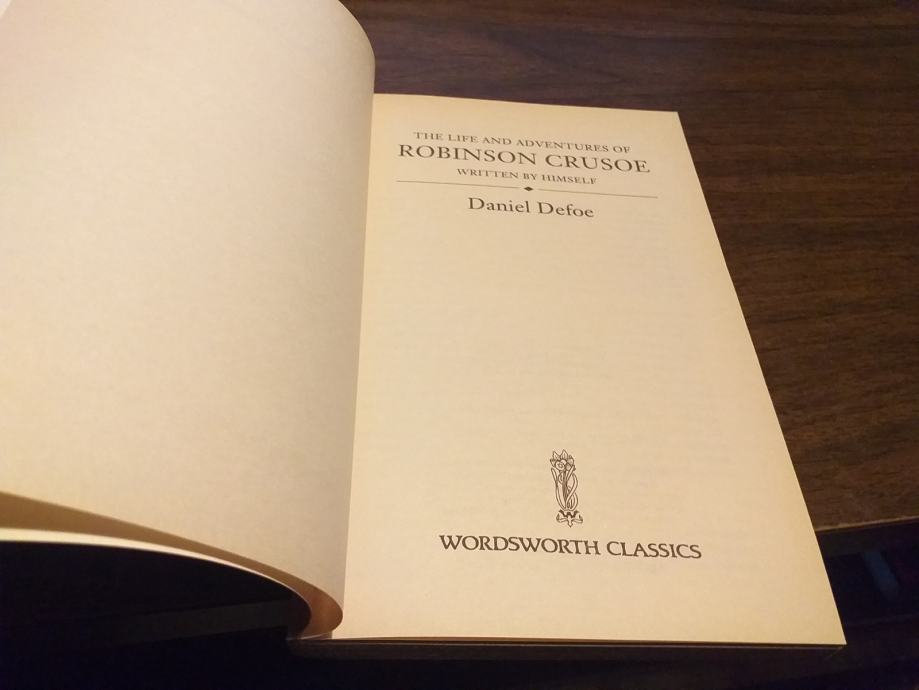 THE LIFE AND ADVENTURES OF
ROBINSON CRUSOE
WRITTEN BY HIMSELF
Daniel Defoe
WORDSWORTH CLASSICS